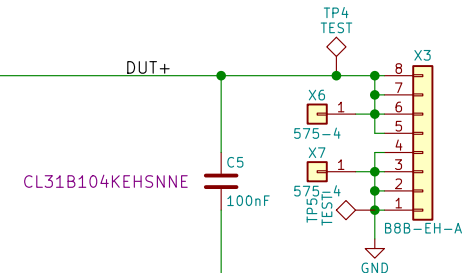 TP4
TEST
DUT+
X3
8
7
X6
1
6
575-4
5
4
X7
1
3
C5
CL31B104KEHSNNE
575-4
2
100nF
TP5
TEST
1
B8B-EH-A
GND